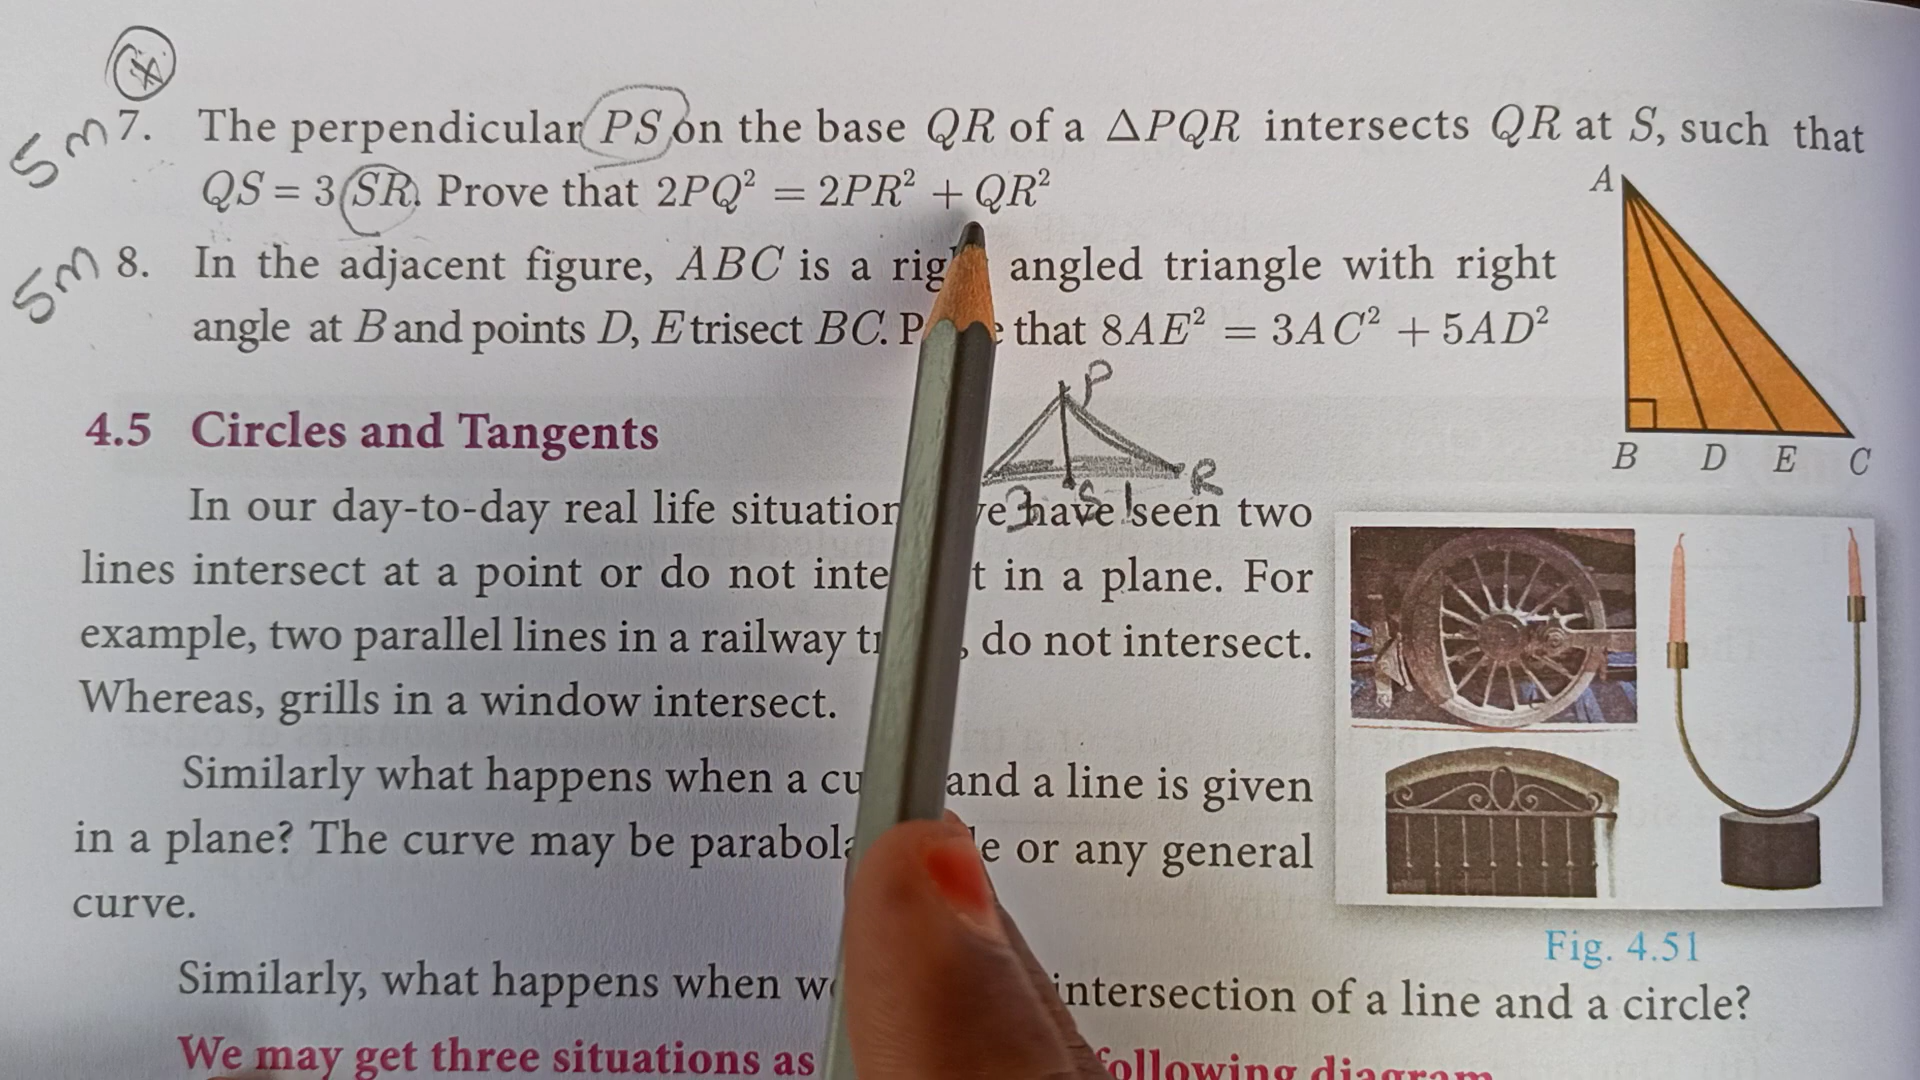 5m 7. The perpendicular PS on the base QR of a ΔPQR intersects QR at S, such that
QS = 3 SR. Prove that 2PQ² = 2PR² + QR²
5m 8. In the adjacent figure, ABC is a angled triangle with right
angle at B and points D, E trisect BC. that 8AE² = 3AC² + 5AD²
A
B D E C
P
R
3 S 1
4.5 Circles and Tangents
In our day-to-day real life have seen two
lines intersect at a point or do not in a plane. For
example, two parallel lines in a railway do not intersect.
Whereas, grills in a window intersect.
Similarly what happens when a and a line is given
in a plane? The curve may be or any general
curve.
Fig. 4.51
Similarly, what happens when intersection of a line and a circle?
We may get three situations as following diagram